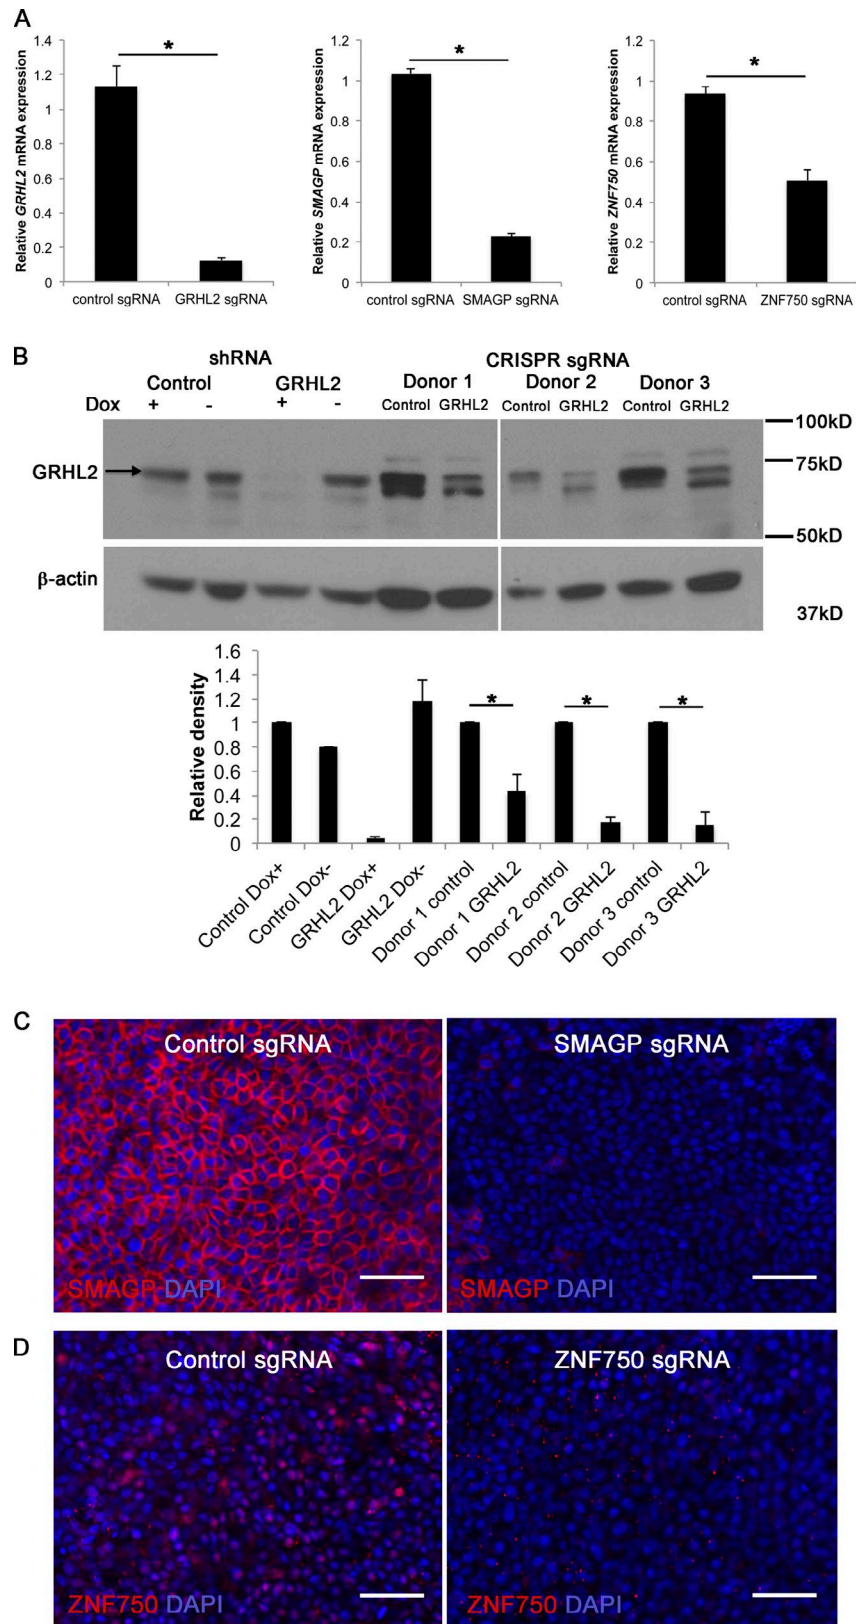 A
Relative GRHL2 mRNA expression
1.4
1.2
1
0.8
0.6
0.4
0.2
0
*
control sgRNA GRHL2 sgRNA
Relative SMAGP mRNA expression
1.2
1
0.8
0.6
0.4
0.2
0
*
control sgRNA SMAGP sgRNA
Relative ZNF750 mRNA expression
1.2
1
0.8
0.6
0.4
0.2
0
*
control sgRNA ZNF750 sgRNA
B
shRNA CRISPR sgRNA
Control GRHL2 Donor 1 Donor 2 Donor 3
Dox + - + - Control GRHL2 Control GRHL2 Control GRHL2
100kD
GRHL2 75kD
50kD
β-actin
37kD
Relative density
1.6
1.4
1.2
1
0.8
0.6
0.4
0.2
0
* * *
Control Dox+
Control Dox-
GRHL2 Dox+
GRHL2 Dox-
Donor 1 control
Donor 1 GRHL2
Donor 2 control
Donor 2 GRHL2
Donor 3 control
Donor 3 GRHL2
C
Control sgRNA SMAGP sgRNA
SMAGP DAPI SMAGP DAPI
D
Control sgRNA ZNF750 sgRNA
ZNF750 DAPI ZNF750 DAPI